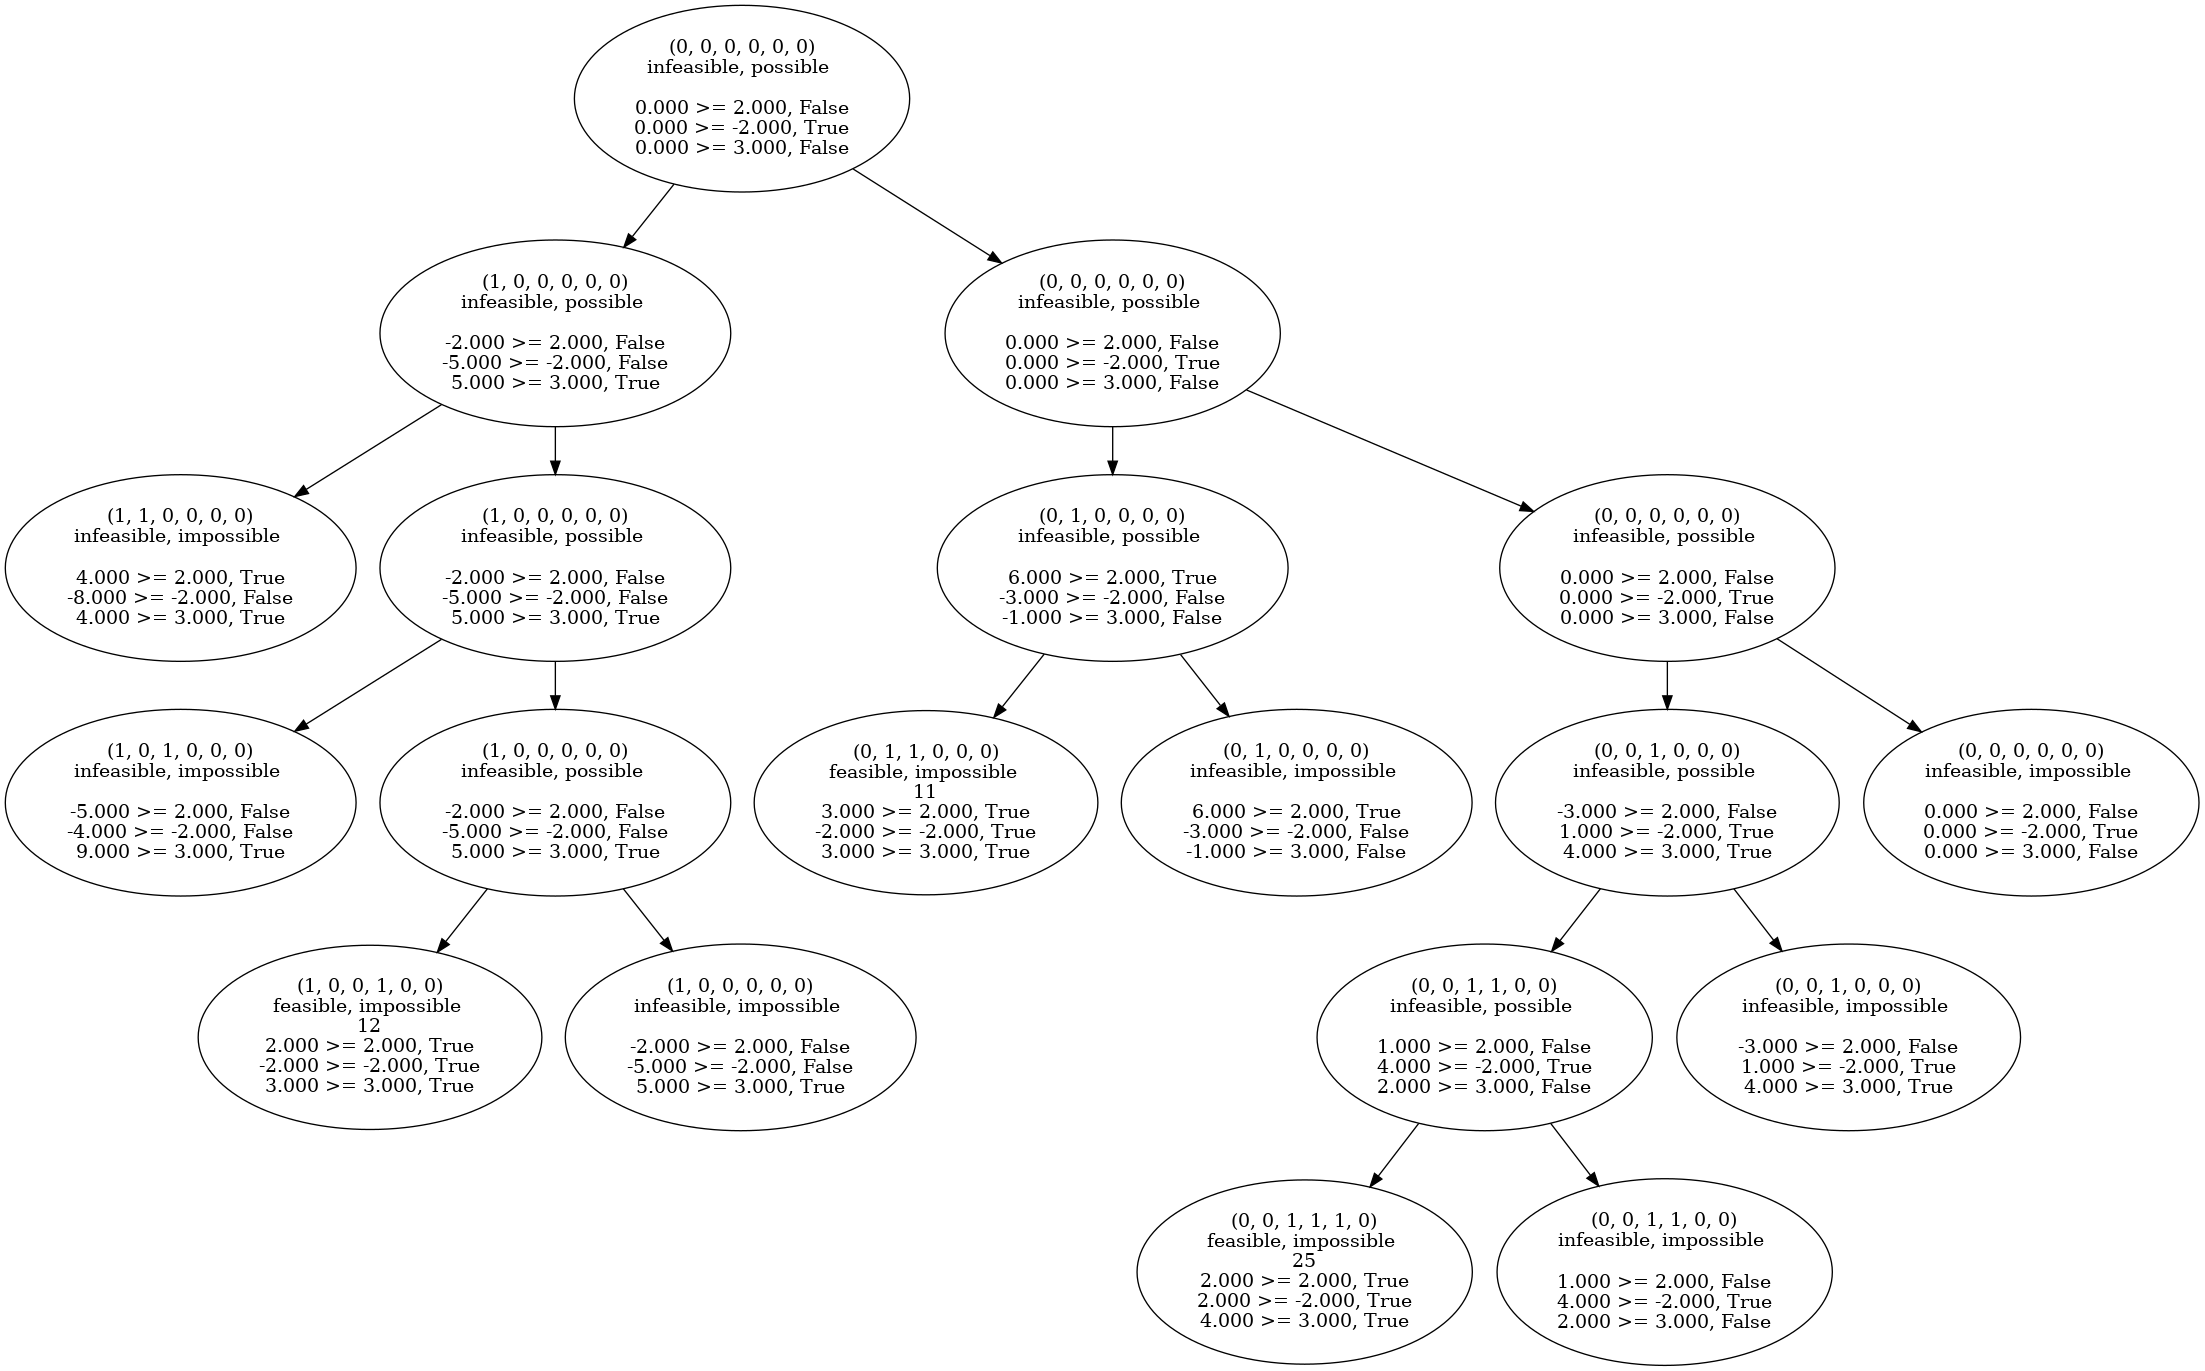 (0, 0, 0, 0, 0, 0)
infeasible, possible
0.000 >= 2.000, False
0.000 >= -2.000, True
0.000 >= 3.000, False
(1, 0, 0, 0, 0, 0)
infeasible, possible
-2.000 >= 2.000, False
-5.000 >= -2.000, False
5.000 >= 3.000, True
(0, 0, 0, 0, 0, 0)
infeasible, possible
0.000 >= 2.000, False
0.000 >= -2.000, True
0.000 >= 3.000, False
(1, 1, 0, 0, 0, 0)
infeasible, impossible
4.000 >= 2.000, True
-8.000 >= -2.000, False
4.000 >= 3.000, True
(1, 0, 0, 0, 0, 0)
infeasible, possible
-2.000 >= 2.000, False
-5.000 >= -2.000, False
5.000 >= 3.000, True
(0, 1, 0, 0, 0, 0)
infeasible, possible
6.000 >= 2.000, True
-3.000 >= -2.000, False
-1.000 >= 3.000, False
(0, 0, 0, 0, 0, 0)
infeasible, possible
0.000 >= 2.000, False
0.000 >= -2.000, True
0.000 >= 3.000, False
(1, 0, 1, 0, 0, 0)
infeasible, impossible
-5.000 >= 2.000, False
-4.000 >= -2.000, False
9.000 >= 3.000, True
(1, 0, 0, 0, 0, 0)
infeasible, possible
-2.000 >= 2.000, False
-5.000 >= -2.000, False
5.000 >= 3.000, True
(0, 1, 1, 0, 0, 0)
feasible, impossible
11
3.000 >= 2.000, True
-2.000 >= -2.000, True
3.000 >= 3.000, True
(0, 1, 0, 0, 0, 0)
infeasible, impossible
6.000 >= 2.000, True
-3.000 >= -2.000, False
-1.000 >= 3.000, False
(0, 0, 1, 0, 0, 0)
infeasible, possible
-3.000 >= 2.000, False
1.000 >= -2.000, True
4.000 >= 3.000, True
(0, 0, 0, 0, 0, 0)
infeasible, impossible
0.000 >= 2.000, False
0.000 >= -2.000, True
0.000 >= 3.000, False
(1, 0, 0, 1, 0, 0)
feasible, impossible
12
2.000 >= 2.000, True
-2.000 >= -2.000, True
3.000 >= 3.000, True
(1, 0, 0, 0, 0, 0)
infeasible, impossible
-2.000 >= 2.000, False
-5.000 >= -2.000, False
5.000 >= 3.000, True
(0, 0, 1, 1, 0, 0)
infeasible, possible
1.000 >= 2.000, False
4.000 >= -2.000, True
2.000 >= 3.000, False
(0, 0, 1, 0, 0, 0)
infeasible, impossible
-3.000 >= 2.000, False
1.000 >= -2.000, True
4.000 >= 3.000, True
(0, 0, 1, 1, 1, 0)
feasible, impossible
25
2.000 >= 2.000, True
2.000 >= -2.000, True
4.000 >= 3.000, True
(0, 0, 1, 1, 0, 0)
infeasible, impossible
1.000 >= 2.000, False
4.000 >= -2.000, True
2.000 >= 3.000, False